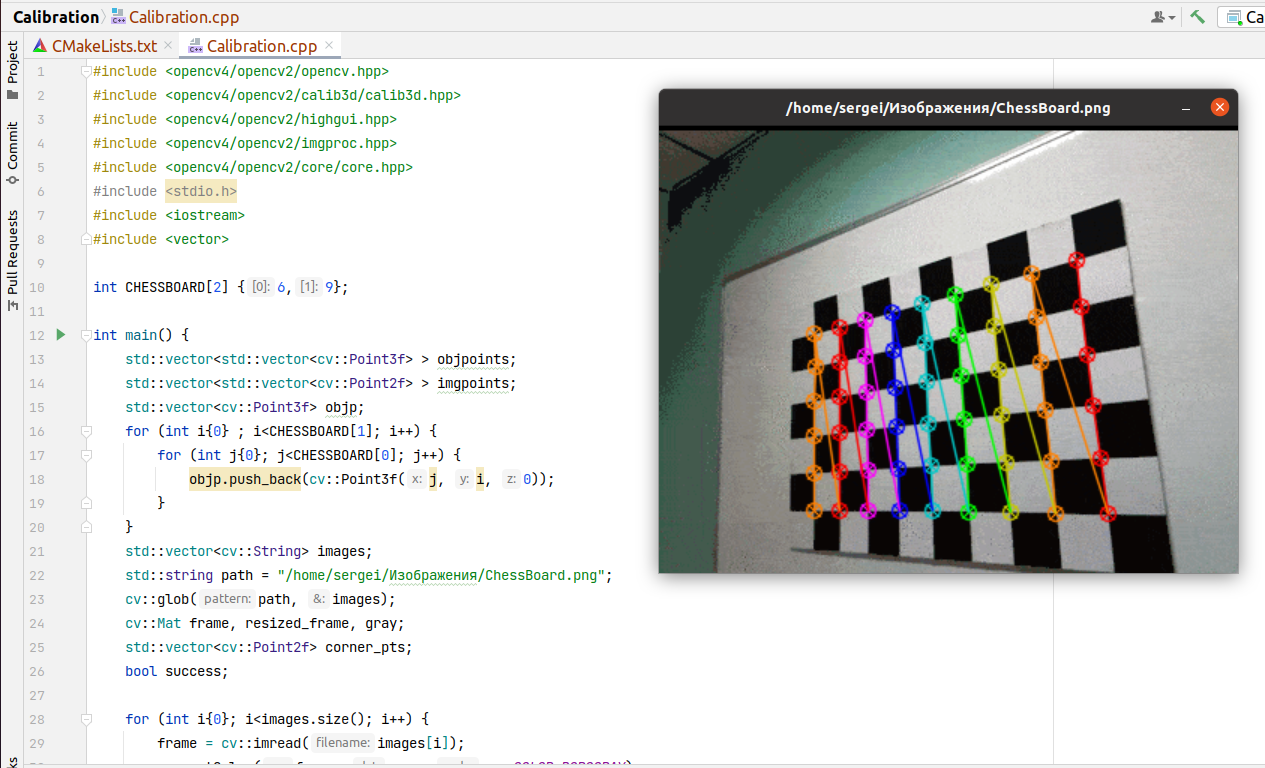 Calibration Calibration.cpp
Ca
CMakeLists.txt Calibration.cpp
Project
Commit
Pull Requests
1 #include <opencv4/opencv2/opencv.hpp>
2 #include <opencv4/opencv2/calib3d/calib3d.hpp>
3 #include <opencv4/opencv2/highgui.hpp>
4 #include <opencv4/opencv2/imgproc.hpp>
5 #include <opencv4/opencv2/core/core.hpp>
6 #include <stdio.h>
7 #include <iostream>
8 #include <vector>
9
10 int CHESSBOARD[2] {[0]: 6,[1]: 9};
11
12 int main() {
13 std::vector<std::vector<cv::Point3f> > objpoints;
14 std::vector<std::vector<cv::Point2f> > imgpoints;
15 std::vector<cv::Point3f> objp;
16 for (int i{0} ; i<CHESSBOARD[1]; i++) {
17 for (int j{0}; j<CHESSBOARD[0]; j++) {
18 objp.push_back(cv::Point3f( x: j, y: i, z: 0));
19 }
20 }
21 std::vector<cv::String> images;
22 std::string path = "/home/sergei/Изображения/ChessBoard.png";
23 cv::glob( pattern: path, &: images);
24 cv::Mat frame, resized_frame, gray;
25 std::vector<cv::Point2f> corner_pts;
26 bool success;
27
28 for (int i{0}; i<images.size(); i++) {
29 frame = cv::imread( filename: images[i]);
/home/sergei/Изображения/ChessBoard.png